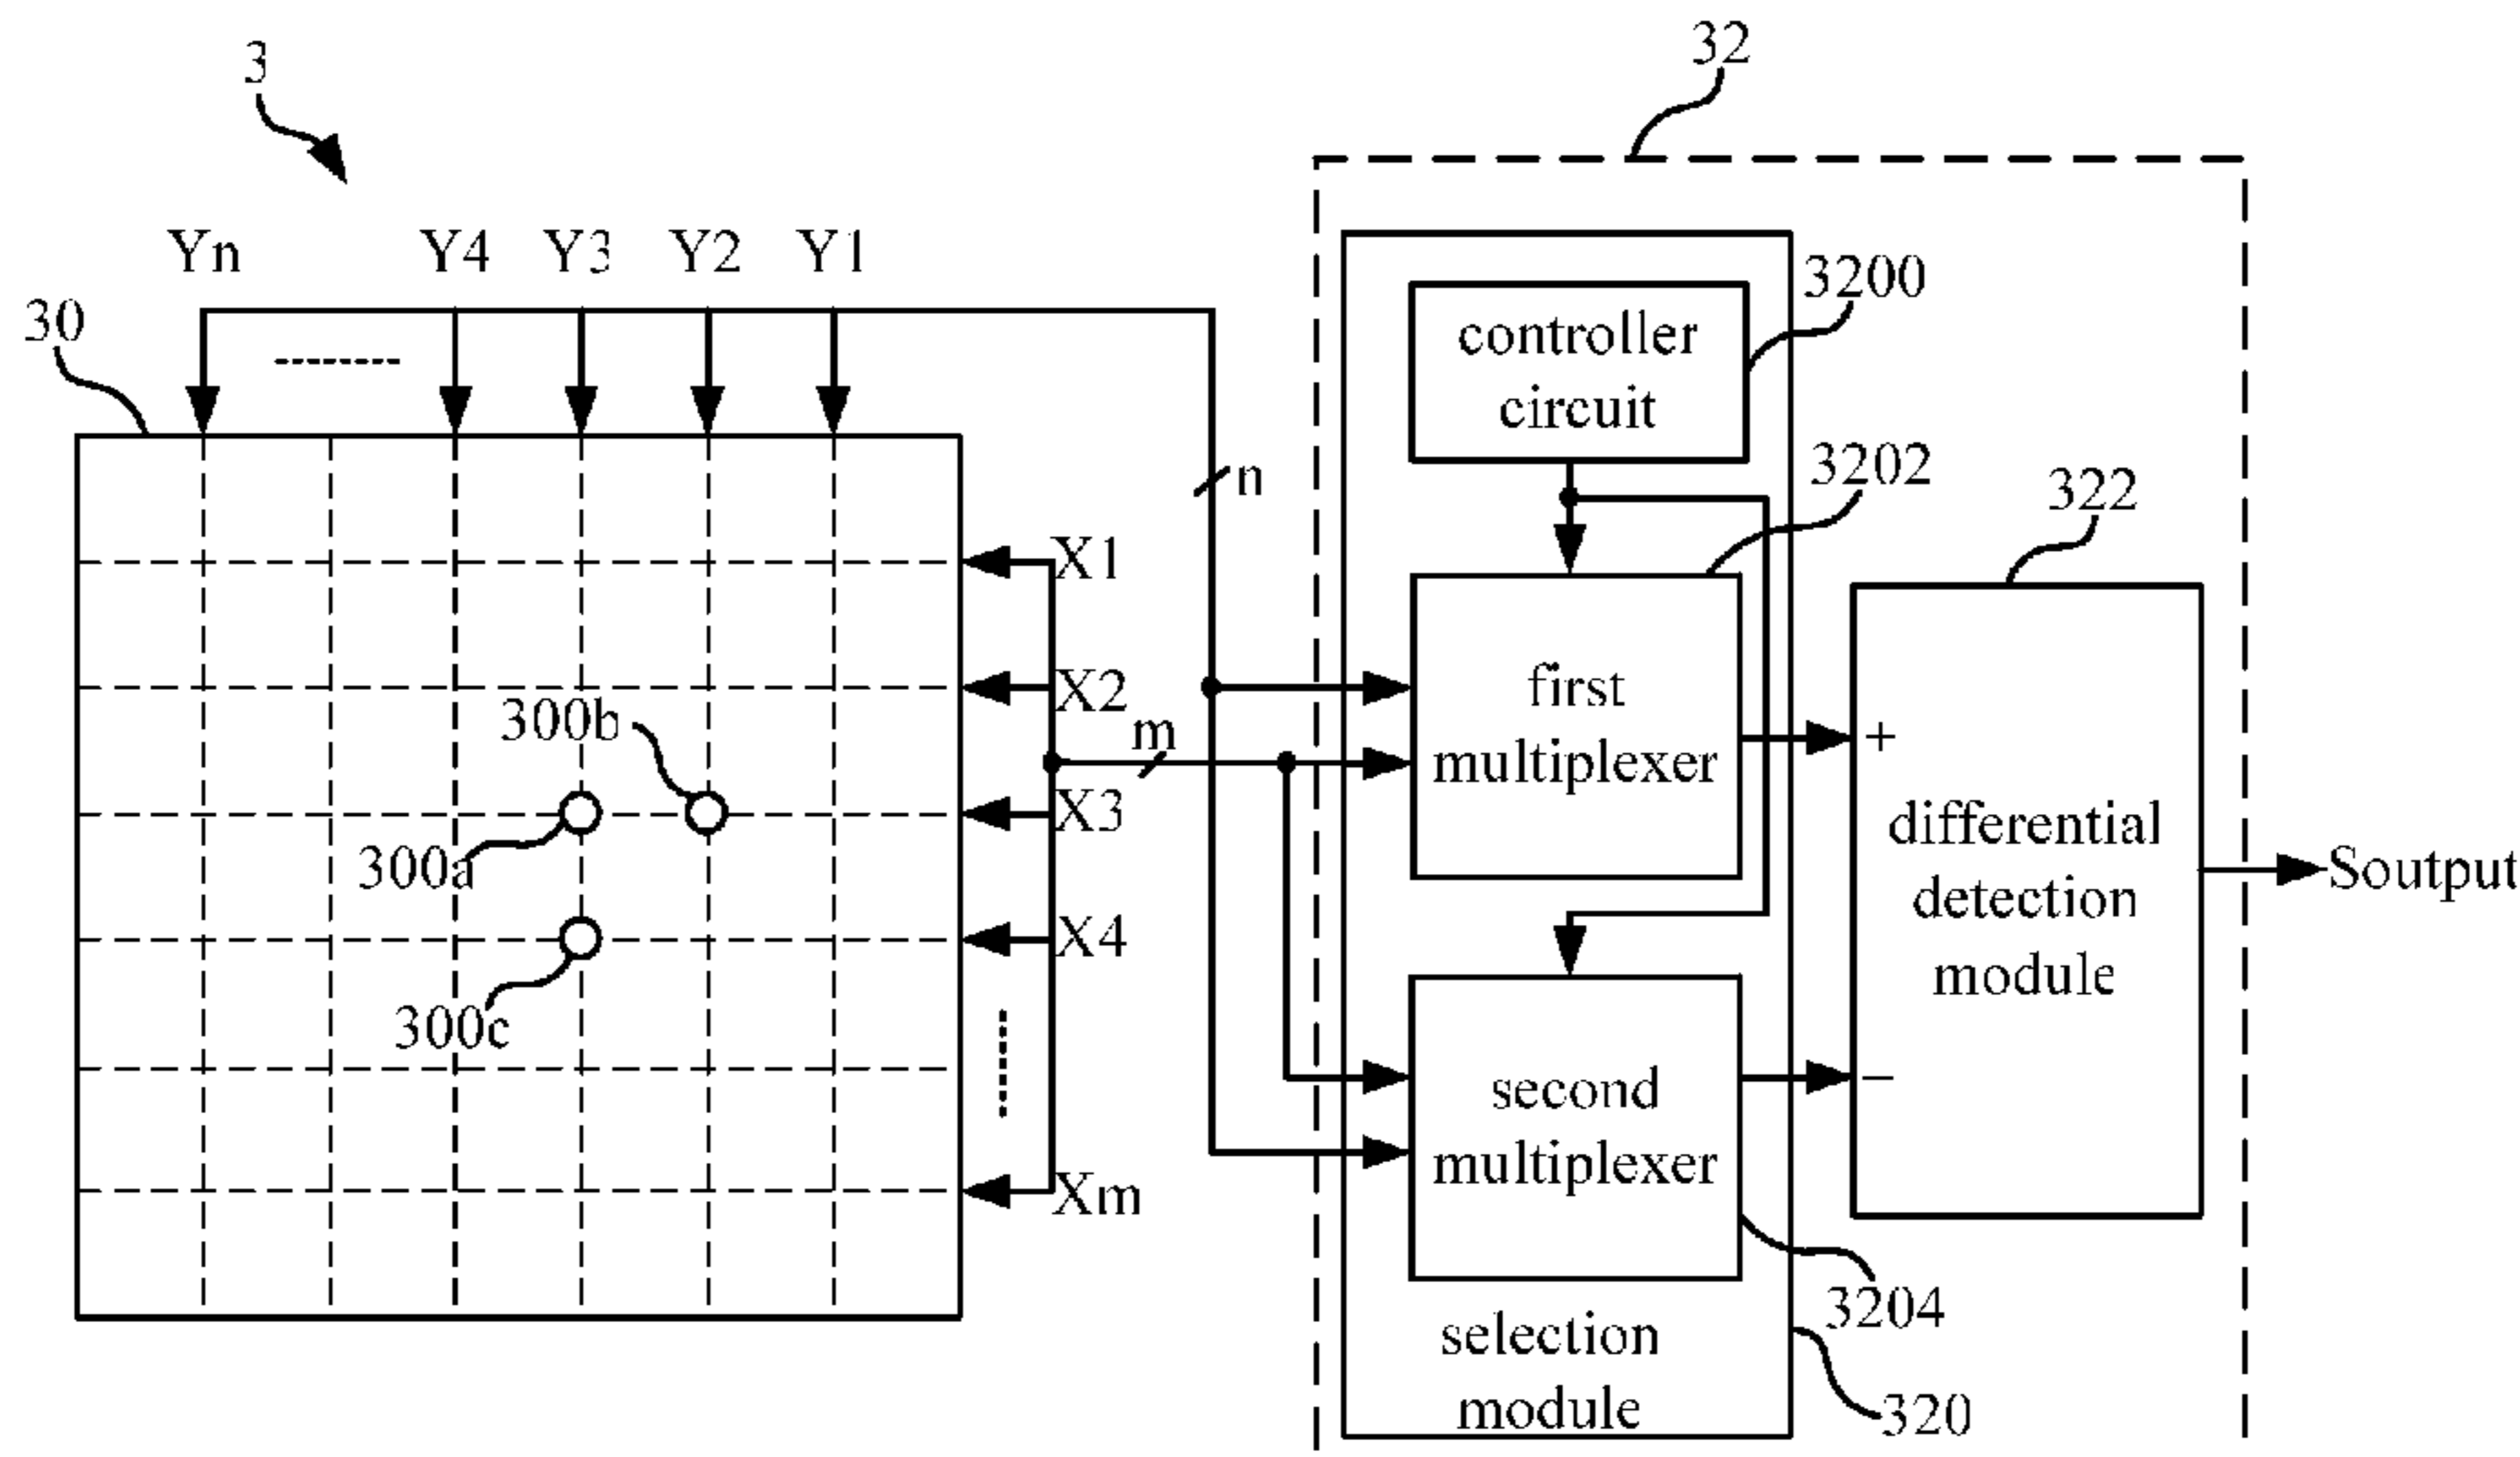 3
32
Yn
Y4
Y3
Y2
Y1
30
n
X1
X2
m
X3
X4
Xm
300b
300a
300c
controller
circuit
3200
3202
first
multiplexer
322
+
differential
detection
module
−
Soutput
second
multiplexer
3204
selection
module
320